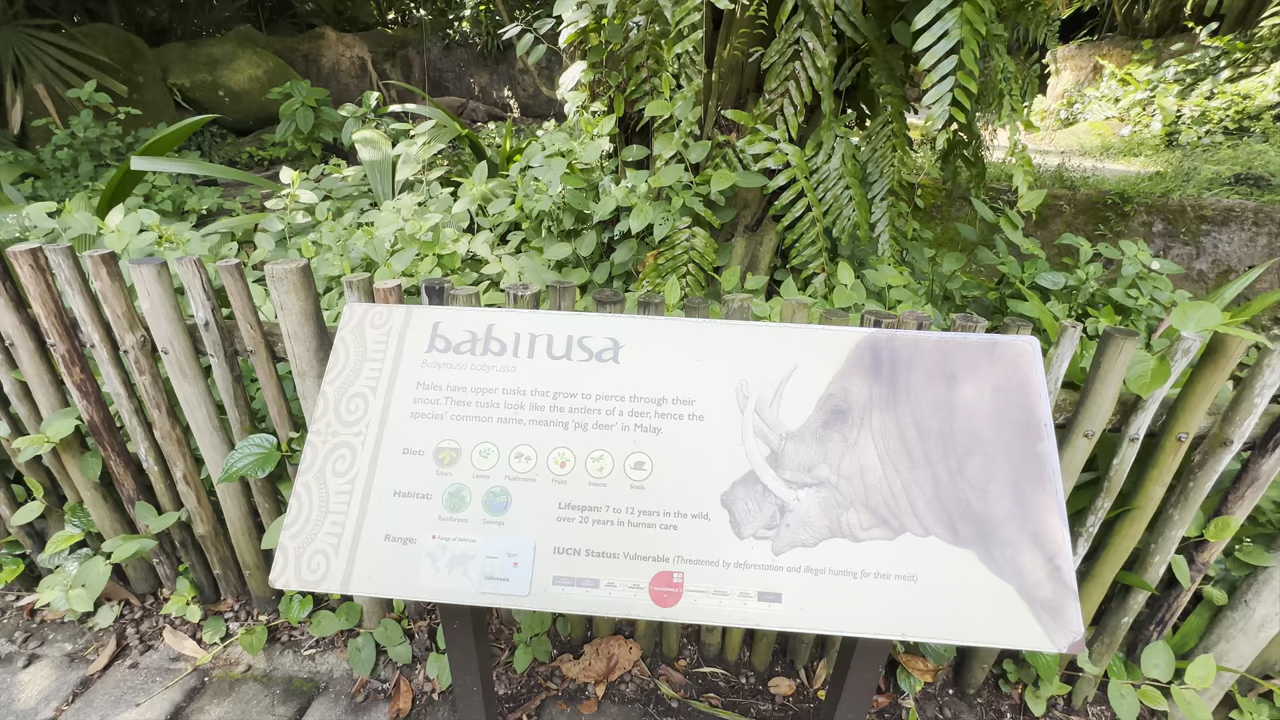 babirusa
Babyrousa babyrussa
Males have upper tusks that grow to pierce through their
snout. These tusks look like the antlers of a deer, hence the
species' common name, meaning 'pig deer' in Malay.
Diet:
Tubers Leaves Mushrooms Fruit Insects Snails
Habitat:
Rainforests Swamps
Lifespan: 7 to 12 years in the wild,
over 20 years in human care
Range:
Range of babirusa
Indonesia
IUCN Status: Vulnerable (Threatened by deforestation and illegal hunting for their meat)
VULNERABLE